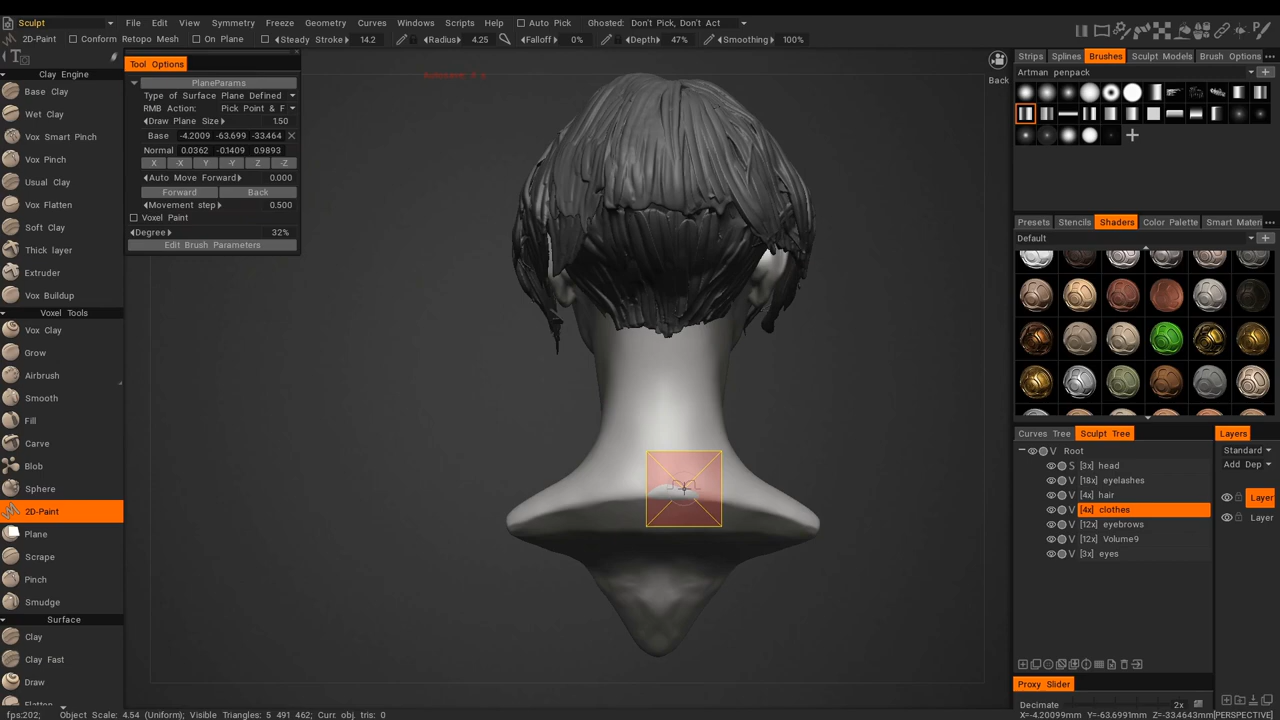 Sculpt File Edit View Symmetry Freeze Geometry Curves Windows Scripts Help Auto Pick Ghosted: Don't Pick, Don't Act
2D-Paint Conform Retopo Mesh On Plane Steady Stroke 14.2 Radius 4.25 Falloff 0% Depth 47% Smoothing 100%
Clay Engine
Base Clay
Wet Clay
Vox Smart Pinch
Vox Pinch
Usual Clay
Vox Flatten
Soft Clay
Thick layer
Extruder
Vox Buildup
Voxel Tools
Vox Clay
Grow
Airbrush
Smooth
Fill
Carve
Blob
Sphere
2D-Paint
Plane
Scrape
Pinch
Smudge
Surface
Clay
Clay Fast
Draw
Tool Options
PlaneParams
Type of Surface Plane Defined
RMB Action: Pick Point & F
Draw Plane Size 1.50
Base -4.2009 -63.699 -33.464
Normal 0.0362 -0.1409 0.9893
X -X Y -Y Z -Z
Auto Move Forward 0.000
Forward Back
Movement step 0.500
Voxel Paint
Degree 32%
Edit Brush Parameters
Back
Strips Splines Brushes Sculpt Models Brush Options
Artman penpack
Presets Stencils Shaders Color Palette Smart Materi
Default
Curves Tree Sculpt Tree
V Root
S [3x] head
V [18x] eyelashes
V [4x] hair
V [4x] clothes
V [12x] eyebrows
V [12x] Volume9
V [3x] eyes
Layers
Standard
Add Dep
Layer
Layer
Proxy Slider
Decimate 2x
fps:202; Object Scale: 4.54 (Uniform); Visible Triangles: 5 491 462; Curr. obj. tris: 0
X=-4.20099mm Y=-63.6991mm Z=-33.4643mm[PERSPECTIVE]